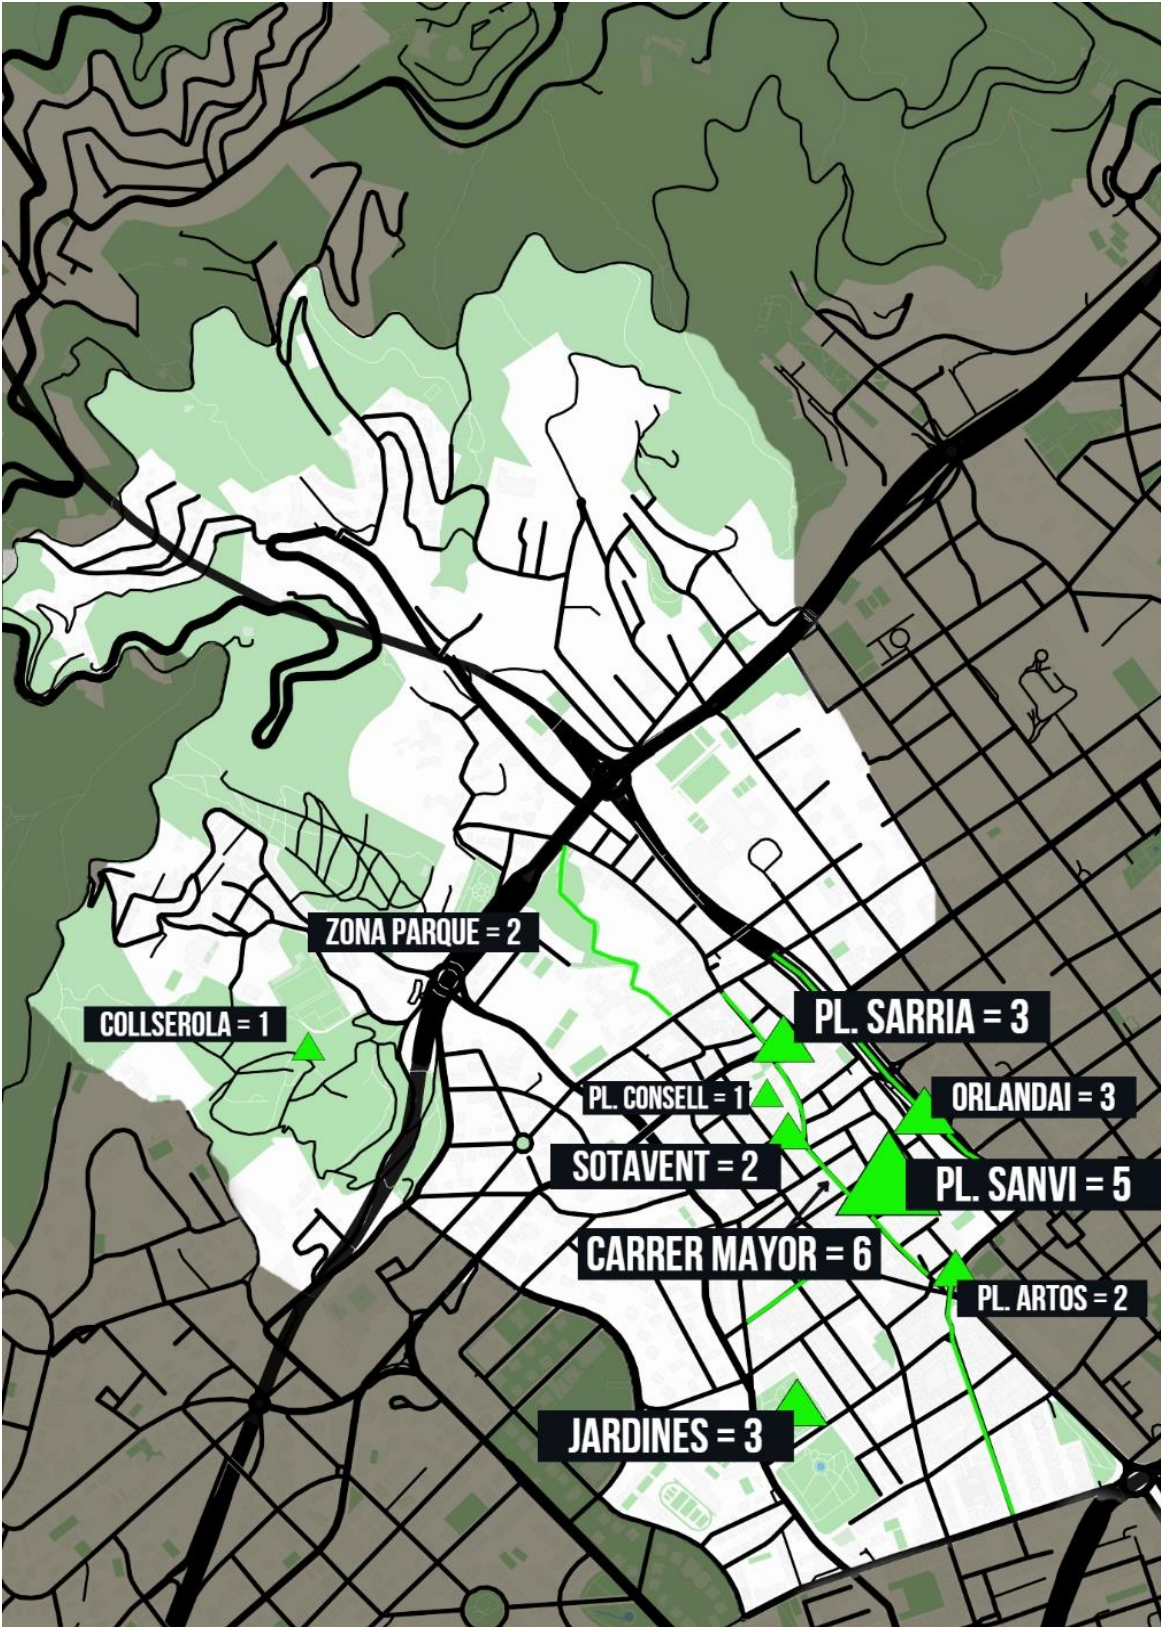 ZONA PARQUE = 2
COLLSEROLA = 1
PL. SARRIA = 3
PL. CONSELL = 1
ORLANDAI = 3
SOTAVENT = 2
PL. SANVI = 5
CARRER MAYOR = 6
PL. ARTOS = 2
JARDINES = 3